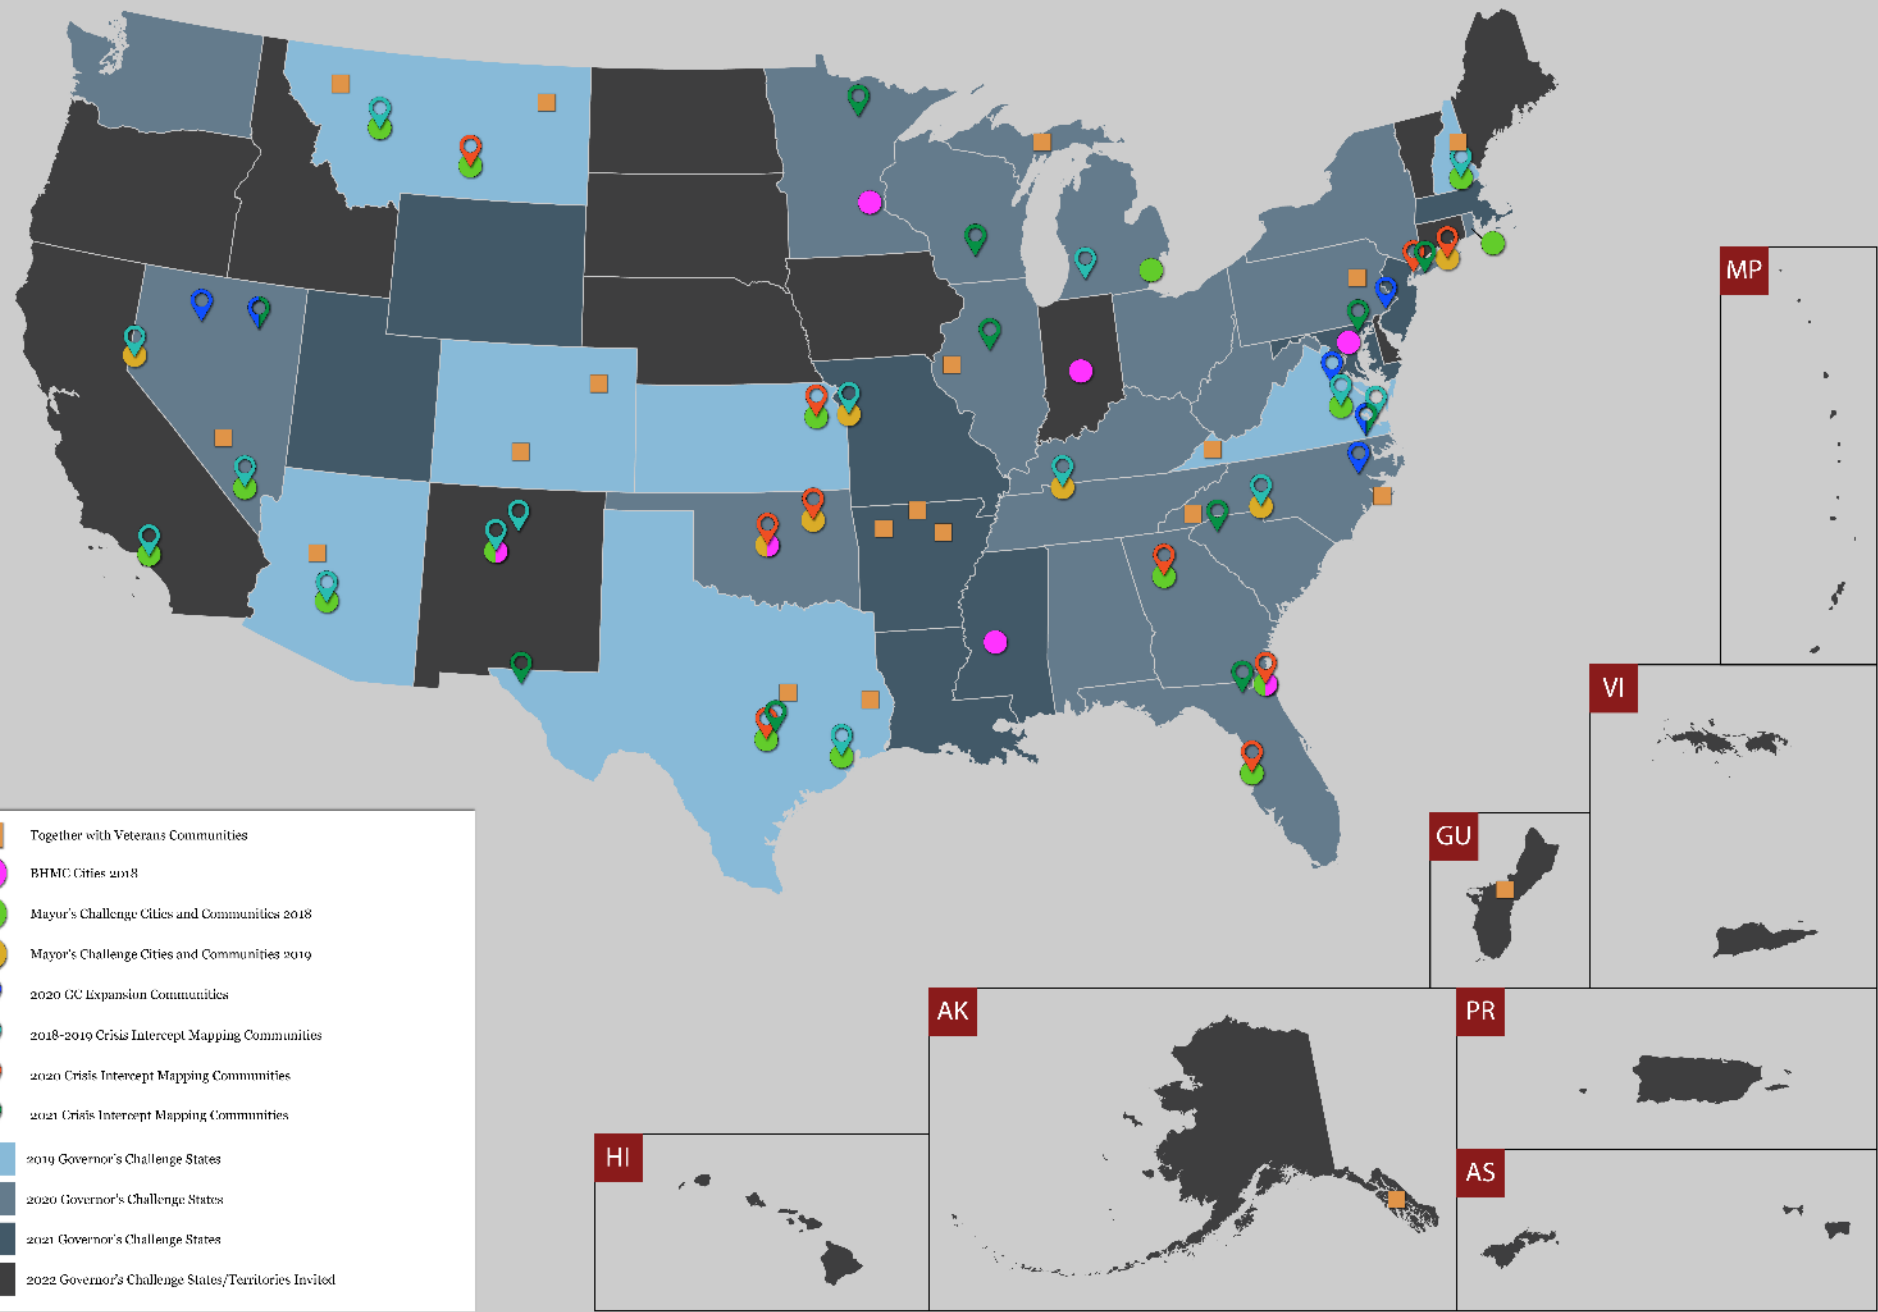 MP
VI
GU
AK
PR
HI
AS
Together with Veterans Communities
BHMC Cities 2018
Mayor's Challenge Cities and Communities 2018
Mayor's Challenge Cities and Communities 2019
2020 GC Expansion Communities
2018-2019 Crisis Intercept Mapping Communities
2020 Crisis Intercept Mapping Communities
2021 Crisis Intercept Mapping Communities
2019 Governor's Challenge States
2020 Governor's Challenge States
2021 Governor's Challenge States
2022 Governor's Challenge States/Territories Invited